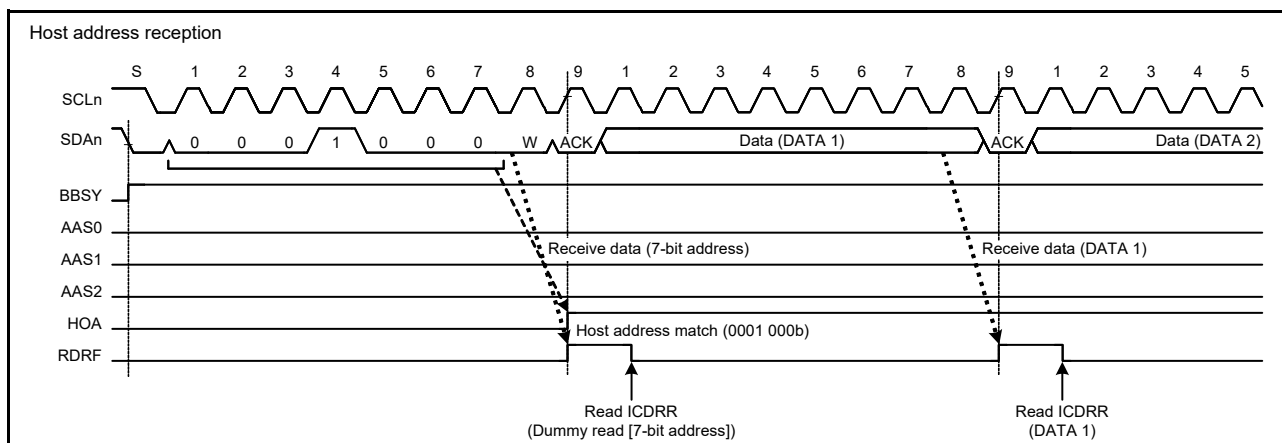 Host address reception
S 1 2 3 4 5 6 7 8 9 1 2 3 4 5 6 7 8 9 1 2 3 4 5
SCLn
SDAn 0 0 0 1 0 0 0 W ACK Data (DATA 1) ACK Data (DATA 2)
BBSY
AAS0
AAS1 Receive data (7-bit address) Receive data (DATA 1)
AAS2
HOA Host address match (0001 000b)
RDRF
Read ICDRR Read ICDRR
(Dummy read [7-bit address]) (DATA 1)